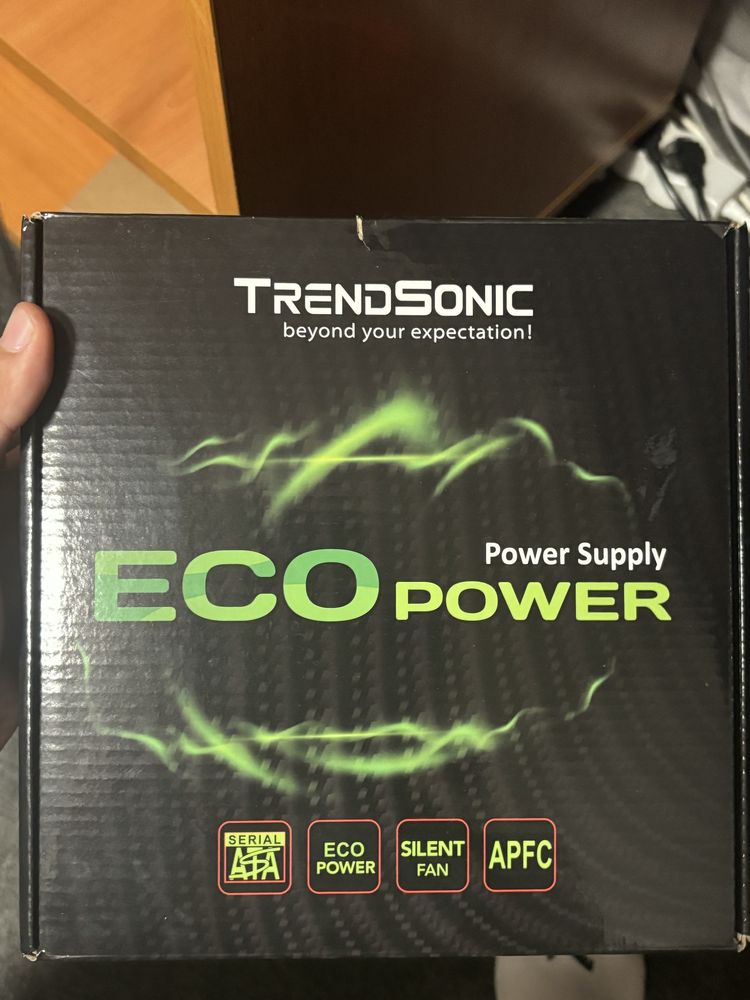 TRENDSONIC
beyond your expectation!
Power Supply
ECO POWER
SERIAL
ATA
ECO
POWER
SILENT
FAN
APFC